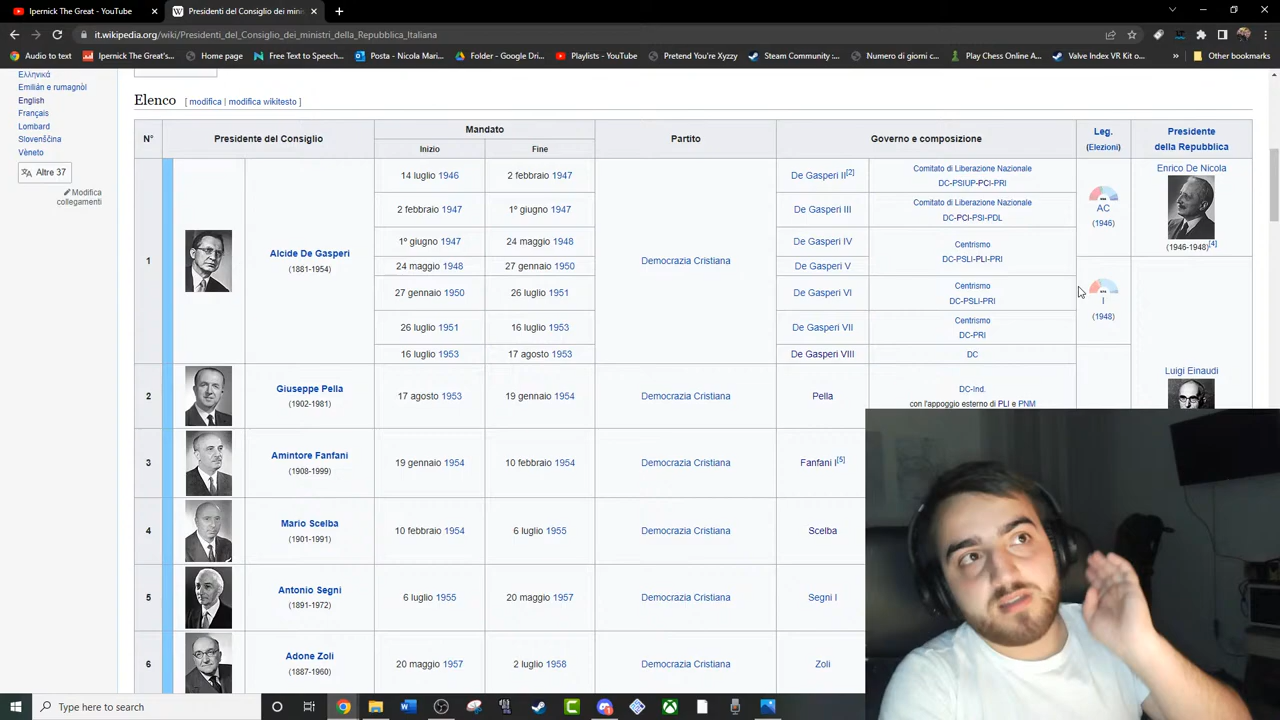 Ipernick The Great - YouTube
Presidenti del Consiglio dei mini
it.wikipedia.org/wiki/Presidenti_del_Consiglio_dei_ministri_della_Repubblica_Italiana
Audio to text
Ipernick The Great's...
Home page
Free Text to Speech...
Posta - Nicola Mari...
Folder - Google Driv...
Playlists - YouTube
Pretend You're Xyzzy
Steam Community :...
Numero di giorni c...
Play Chess Online -...
Valve Index VR Kit o...
Other bookmarks
Ελληνικά
Emiliàn e rumagnòl
English
Français
Lombard
Slovenščina
Vèneto
Altre 37
Modifica
collegamenti
Elenco [ modifica | modifica wikitesto ]
N°
Presidente del Consiglio
Mandato
Inizio
Fine
Partito
Governo e composizione
Leg.
(Elezioni)
Presidente
della Repubblica
1
Alcide De Gasperi
(1881-1954)
14 luglio 1946
2 febbraio 1947
2 febbraio 1947
1º giugno 1947
1º giugno 1947
24 maggio 1948
24 maggio 1948
27 gennaio 1950
27 gennaio 1950
26 luglio 1951
26 luglio 1951
16 luglio 1953
16 luglio 1953
17 agosto 1953
Democrazia Cristiana
De Gasperi II[2]
Comitato di Liberazione Nazionale
DC-PSIUP-PCI-PRI
De Gasperi III
Comitato di Liberazione Nazionale
DC-PCI-PSI-PDL
De Gasperi IV
De Gasperi V
Centrismo
DC-PSLI-PLI-PRI
De Gasperi VI
Centrismo
DC-PSLI-PRI
De Gasperi VII
Centrismo
DC-PRI
De Gasperi VIII
DC
AC
(1946)
I
(1948)
Enrico De Nicola
(1946-1948)[4]
Luigi Einaudi
2
Giuseppe Pella
(1902-1981)
17 agosto 1953
19 gennaio 1954
Democrazia Cristiana
Pella
DC-Ind.
con l'appoggio esterno di PLI e PNM
3
Amintore Fanfani
(1908-1999)
19 gennaio 1954
10 febbraio 1954
Democrazia Cristiana
Fanfani I[5]
4
Mario Scelba
(1901-1991)
10 febbraio 1954
6 luglio 1955
Democrazia Cristiana
Scelba
5
Antonio Segni
(1891-1972)
6 luglio 1955
20 maggio 1957
Democrazia Cristiana
Segni I
6
Adone Zoli
(1887-1960)
20 maggio 1957
2 luglio 1958
Democrazia Cristiana
Zoli
Type here to search